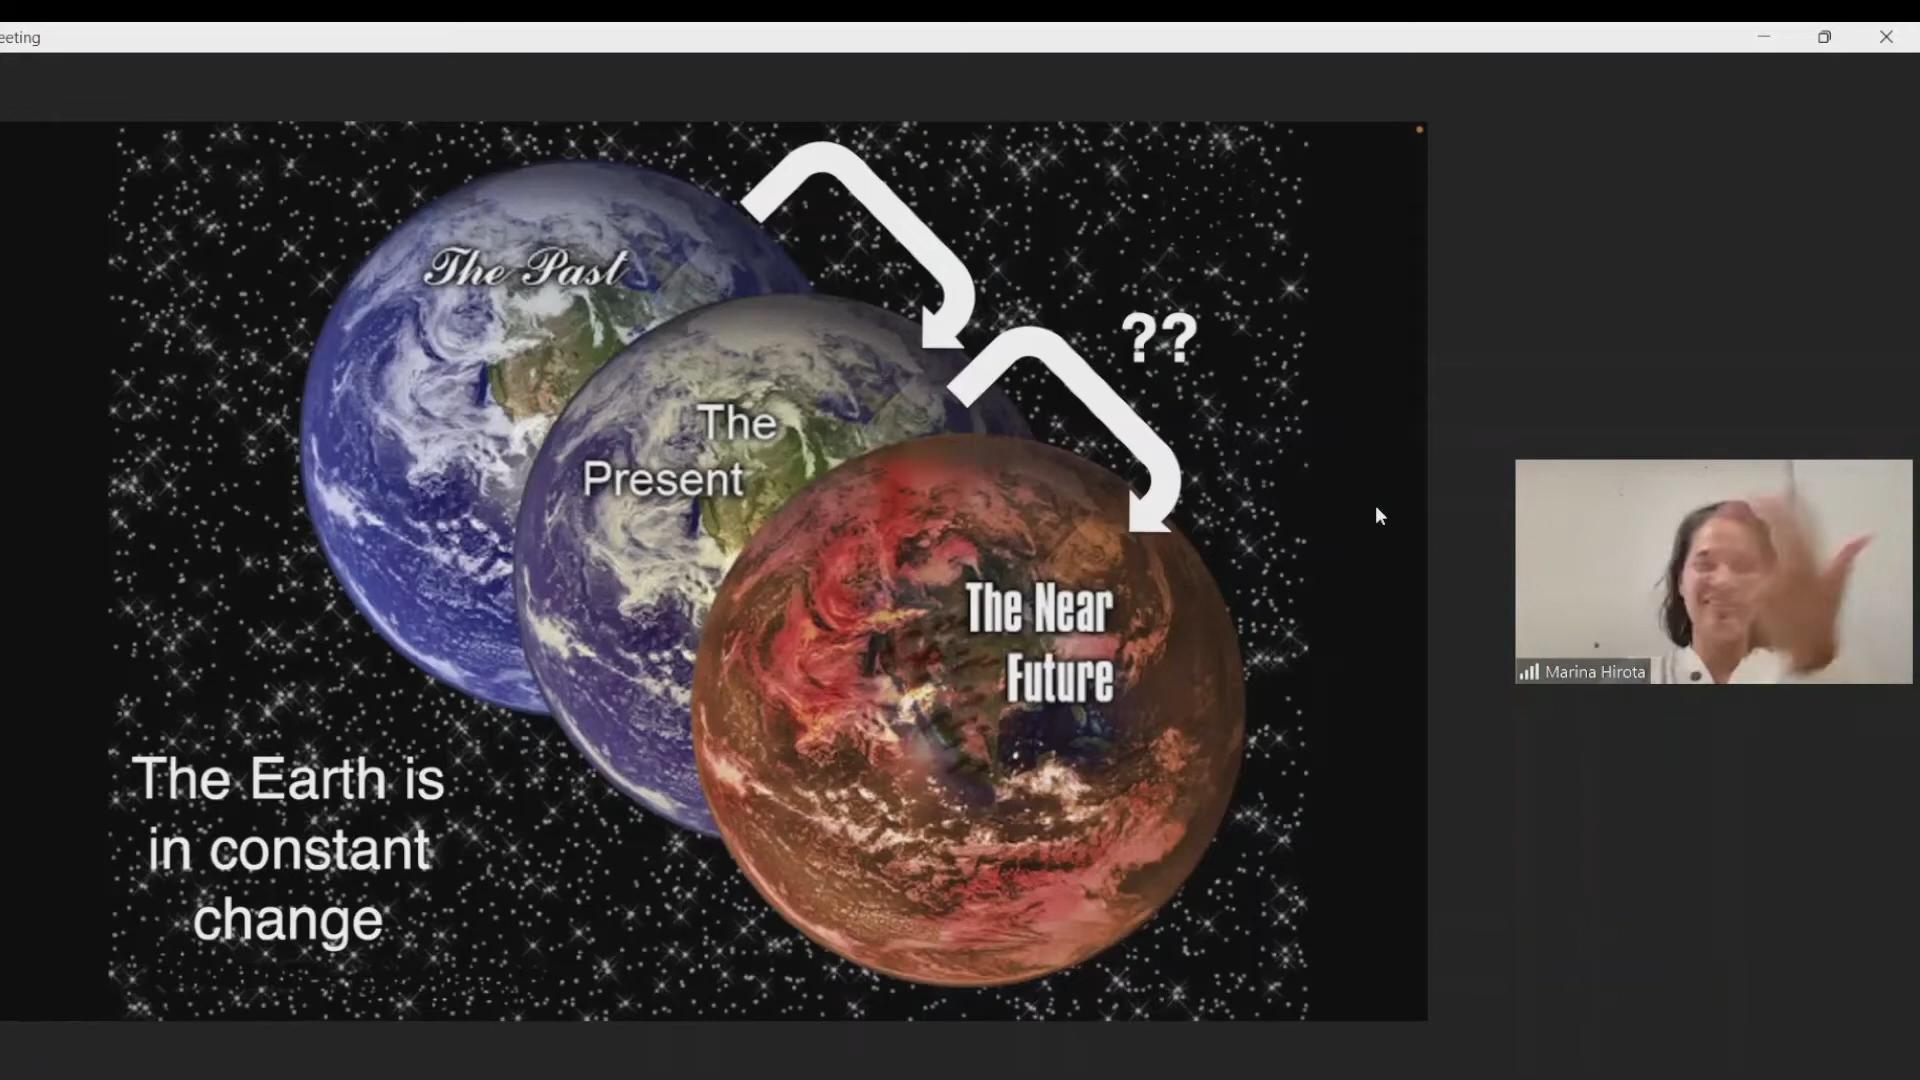 eeting
The Past
??
The
Present
The Near
Future
The Earth is
in constant
change
Marina Hirota